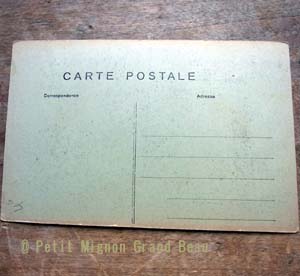 CARTE POSTALE
Correspondance Adresse
© Petit Mignon Grand Beau